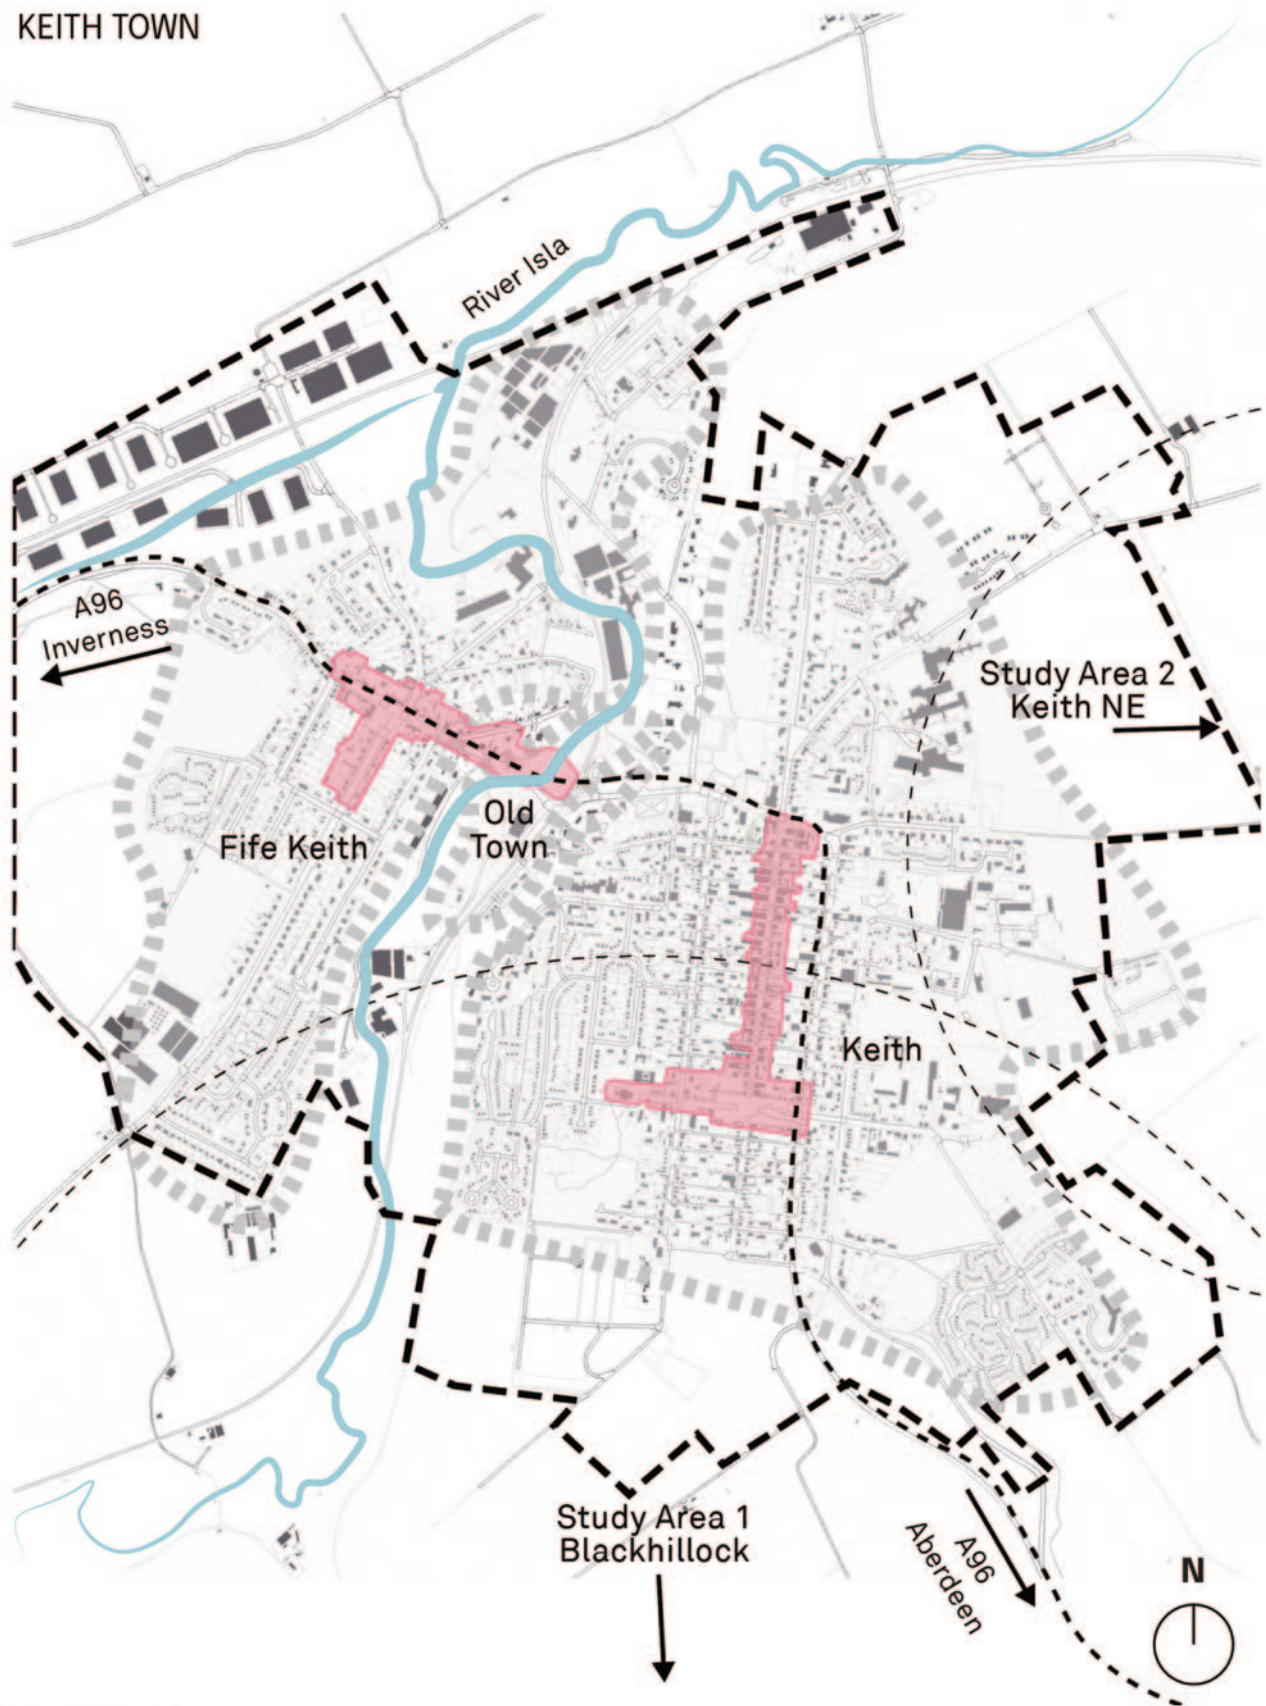 KEITH TOWN
River Isla
A96
Inverness
Study Area 2
Keith NE
Old
Town
Fife Keith
Keith
Study Area 1
Blackhillock
A96
Aberdeen
N